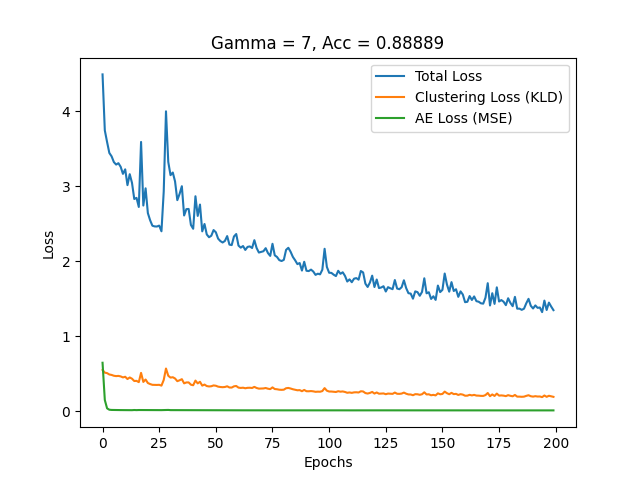 Gamma = 7, Acc = 0.88889
Total Loss
Clustering Loss (KLD)
AE Loss (MSE)
Loss
4
3
2
1
0
0 25 50 75 100 125 150 175 200
Epochs